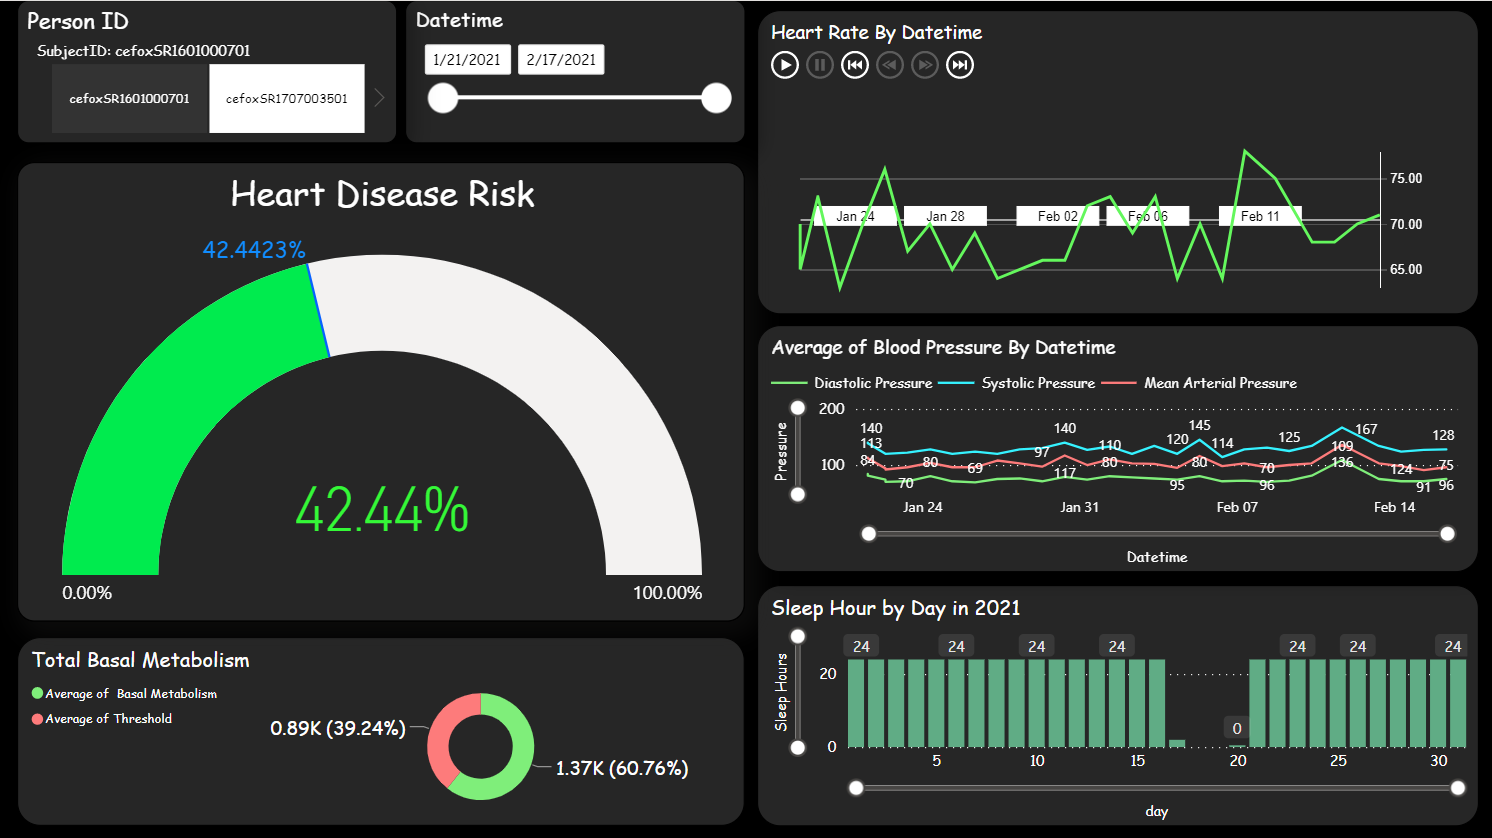 Person ID
SubjectID: cefoxSR1601000701
cefoxSR1601000701
cefoxSR1707003501
Datetime
1/21/2021
2/17/2021
Heart Disease Risk
42.4423%
42.44%
0.00%
100.00%
Total Basal Metabolism
Average of Basal Metabolism
Average of Threshold
0.89K (39.24%)
1.37K (60.76%)
Heart Rate By Datetime
75.00
70.00
65.00
Jan 24
Jan 28
Feb 02
Feb 06
Feb 11
Average of Blood Pressure By Datetime
Diastolic Pressure
Systolic Pressure
Mean Arterial Pressure
Pressure
200
100
140
113
84
70
80
69
97
140
117
110
80
120
95
145
80
114
70
96
125
167
109
136
124
91
128
75
96
Jan 24
Jan 31
Feb 07
Feb 14
Datetime
Sleep Hour by Day in 2021
Sleep Hours
20
0
24
24
24
24
0
24
24
24
5
10
15
20
25
30
day